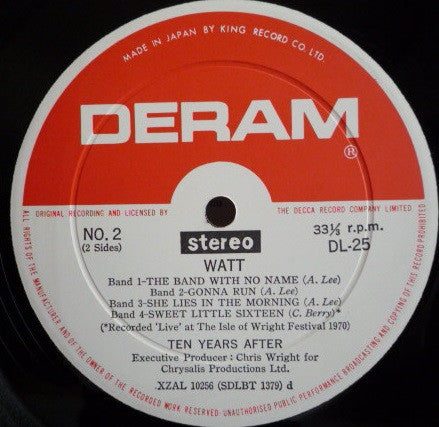 MADE IN JAPAN BY KING RECORD CO. LTD.
DERAM
®
ORIGINAL RECORDING AND LICENSED BY THE DECCA RECORD COMPANY LIMITED
NO. 2 33⅓ r.p.m.
(2 Sides) stereo DL-25
WATT
Band 1-THE BAND WITH NO NAME (A. Lee)
Band 2-GONNA RUN (A. Lee)
Band 3-SHE LIES IN THE MORNING (A. Lee)
Band 4-SWEET LITTLE SIXTEEN (C. Berry)*
(*Recorded 'Live' at The Isle of Wright Festival 1970)
TEN YEARS AFTER
Executive Producer : Chris Wright for
Chrysalis Productions Ltd.
XZAL 10256 (SDLBT 1379) d
ALL RIGHTS OF THE MANUFACTURER AND OF THE OWNER OF THE RECORDED WORK RESERVED-UNAUTHORISED PUBLIC PERFORMANCE BROADCASTING AND COPYING OF THIS RECORD PROHIBITED